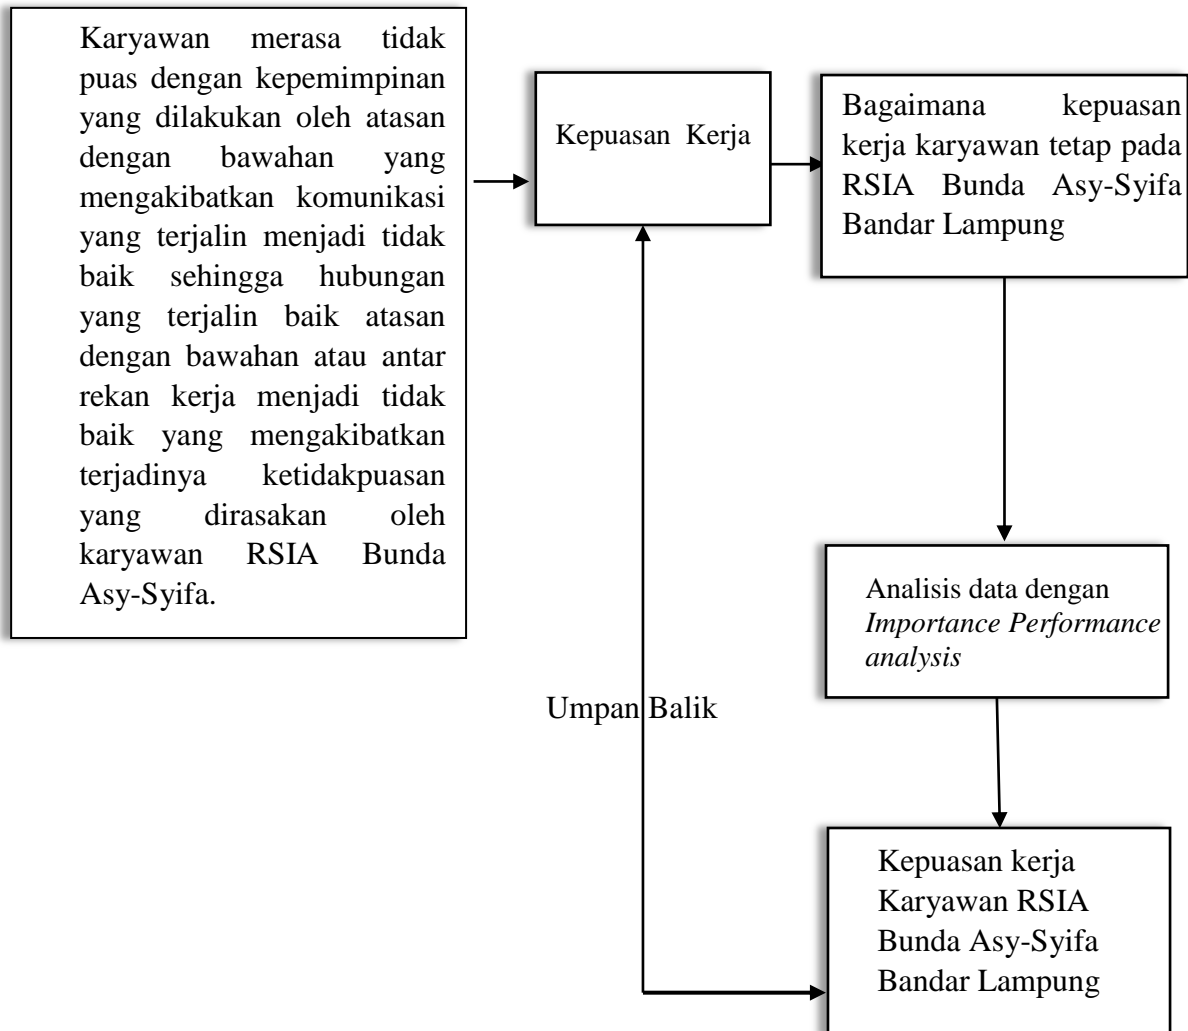 Karyawan merasa tidak
puas dengan kepemimpinan
yang dilakukan oleh atasan
dengan bawahan yang
mengakibatkan komunikasi
yang terjalin menjadi tidak
baik sehingga hubungan
yang terjalin baik atasan
dengan bawahan atau antar
rekan kerja menjadi tidak
baik yang mengakibatkan
terjadinya ketidakpuasan
yang dirasakan oleh
karyawan RSIA Bunda
Asy-Syifa.
Kepuasan Kerja
Bagaimana kepuasan
kerja karyawan tetap pada
RSIA Bunda Asy-Syifa
Bandar Lampung
Analisis data dengan
Importance Performance
analysis
Umpan Balik
Kepuasan kerja
Karyawan RSIA
Bunda Asy-Syifa
Bandar Lampung